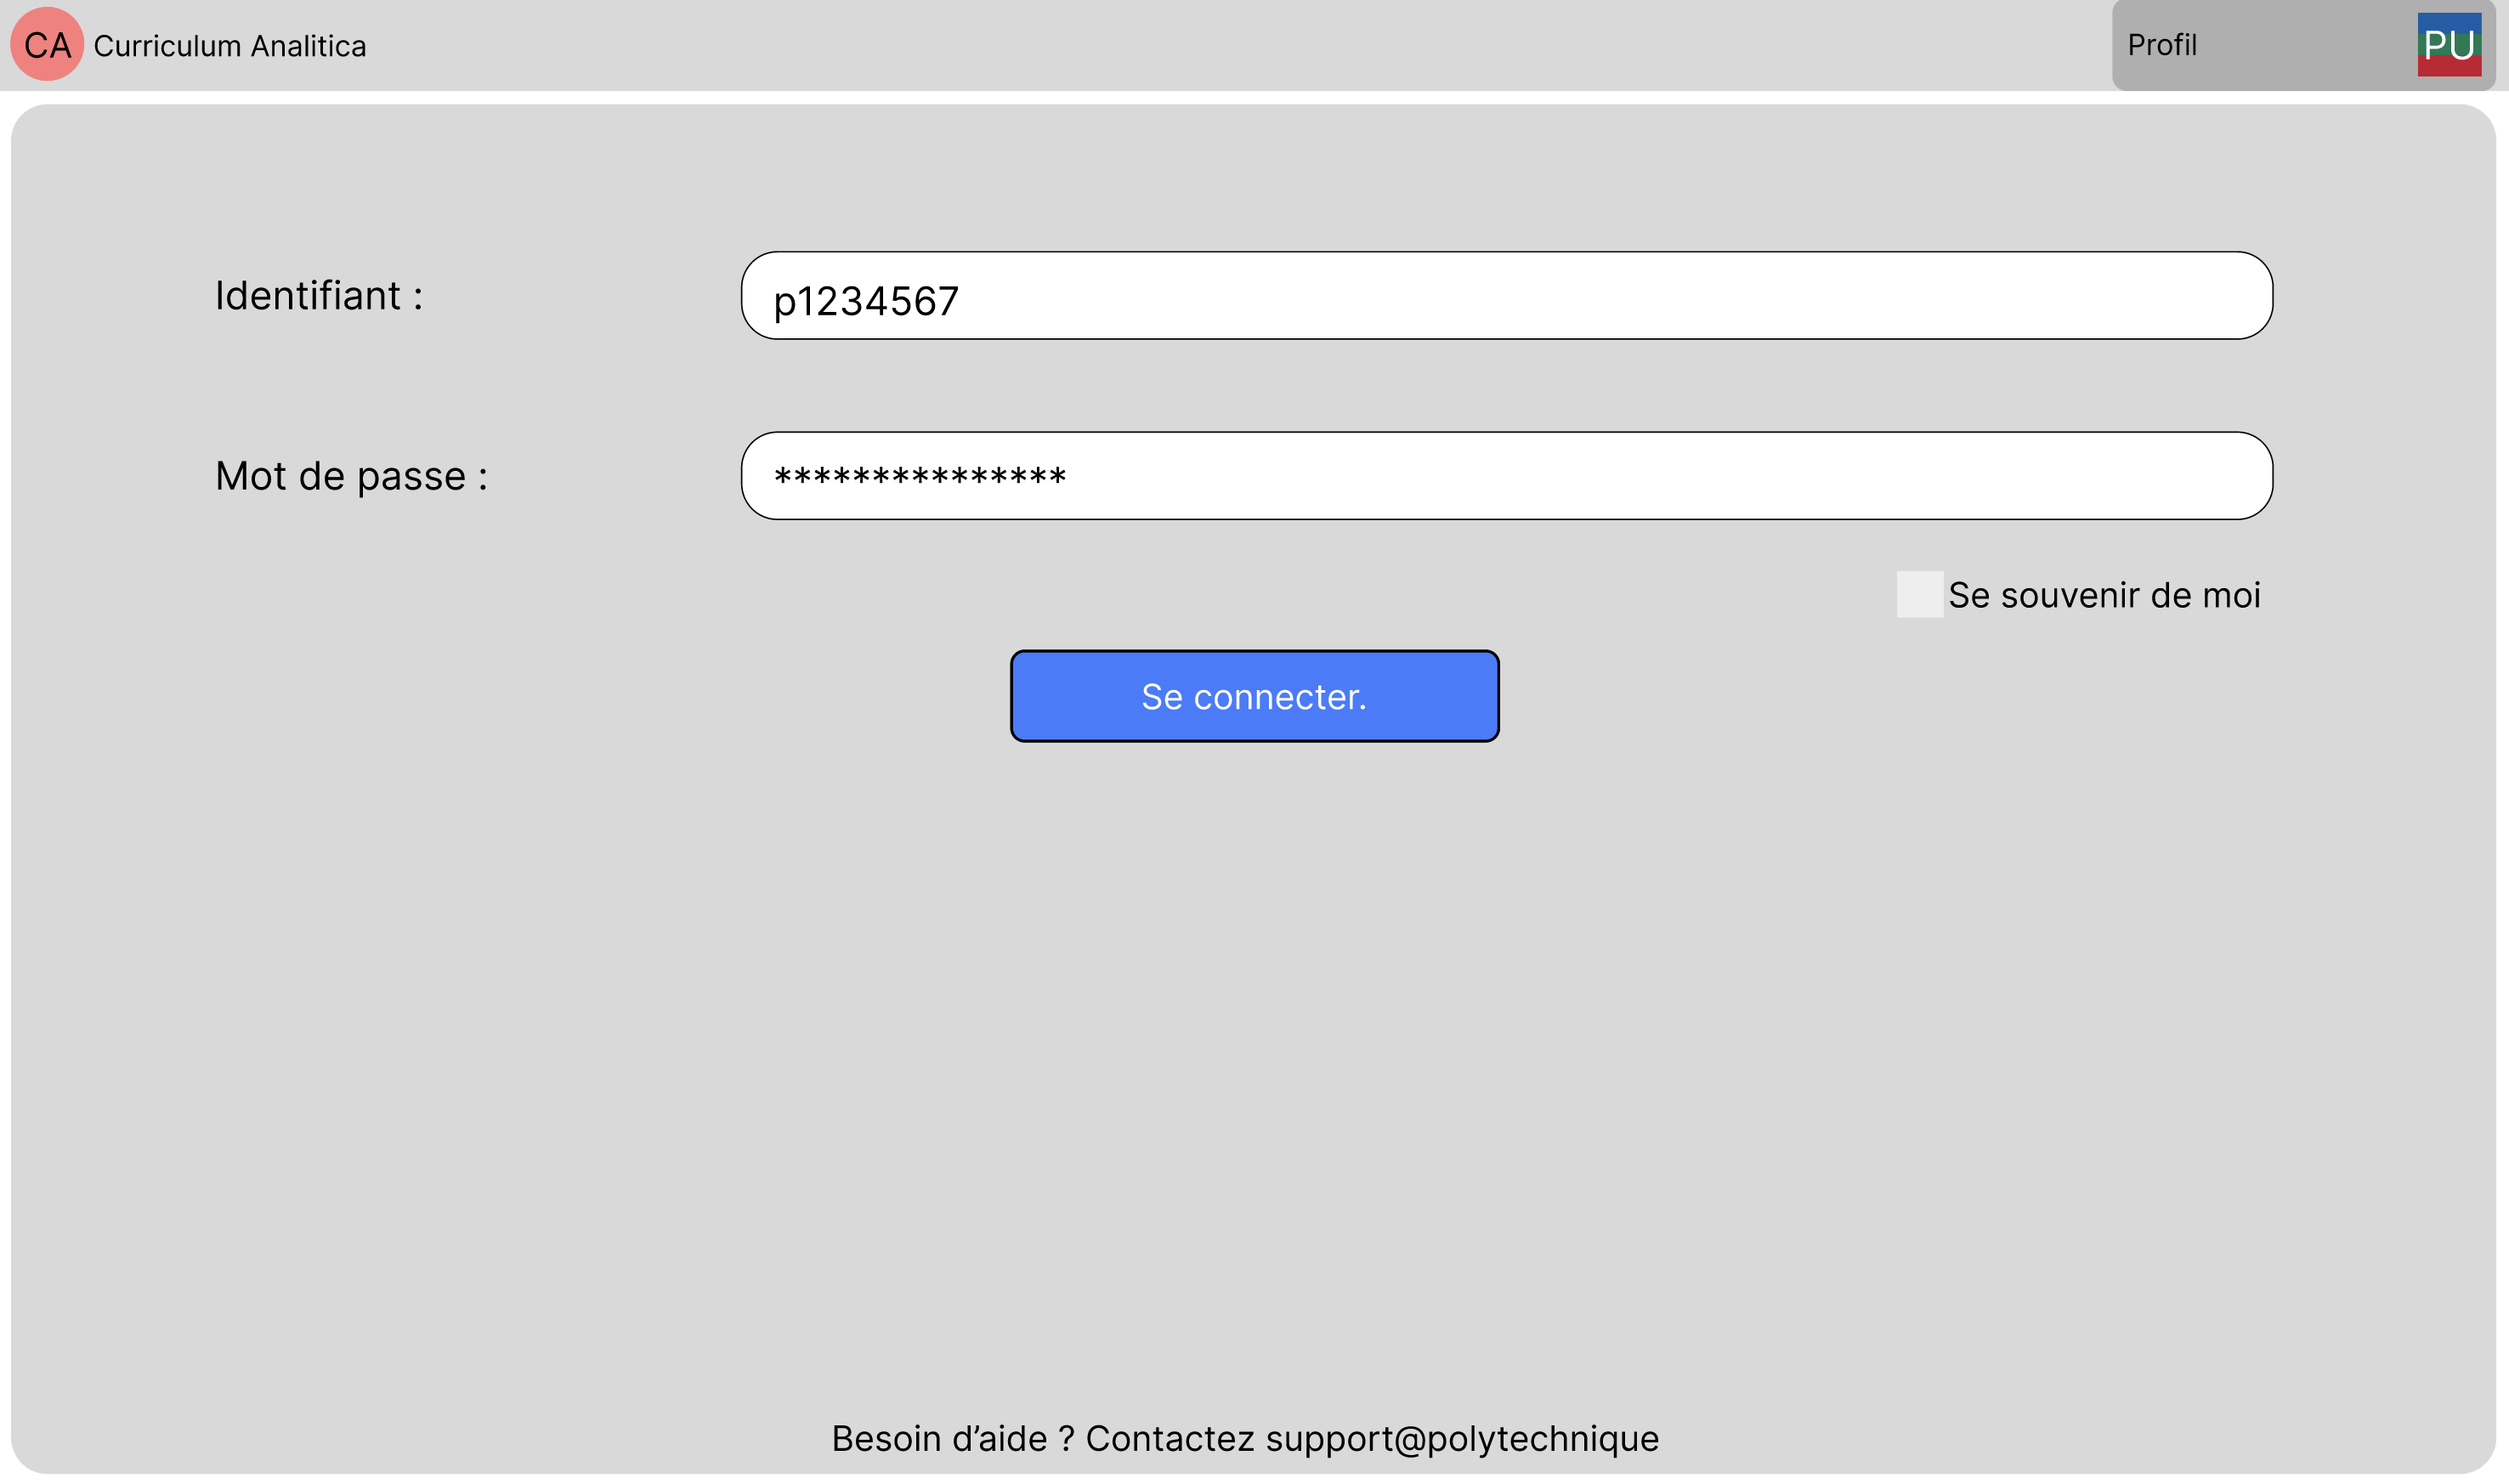 CA Curriculum Analitica
Profil
PU
Identifiant :
p1234567
Mot de passe :
***************
Se souvenir de moi
Se connecter.
Besoin d’aide ? Contactez support@polytechnique